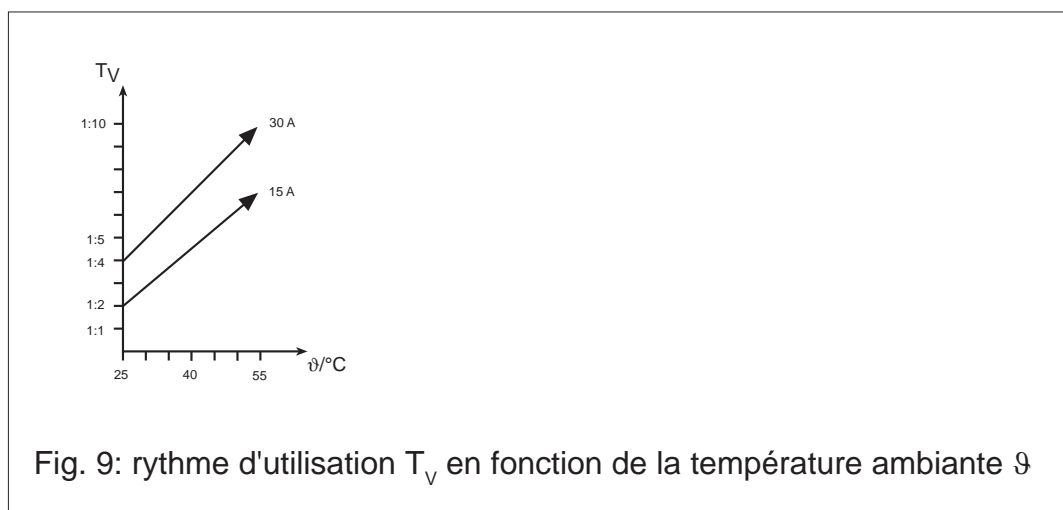 T_V
1:10
30 A
15 A
1:5
1:4
1:2
1:1
ϑ/°C
25 40 55
Fig. 9: rythme d'utilisation T_V en fonction de la température ambiante ϑ